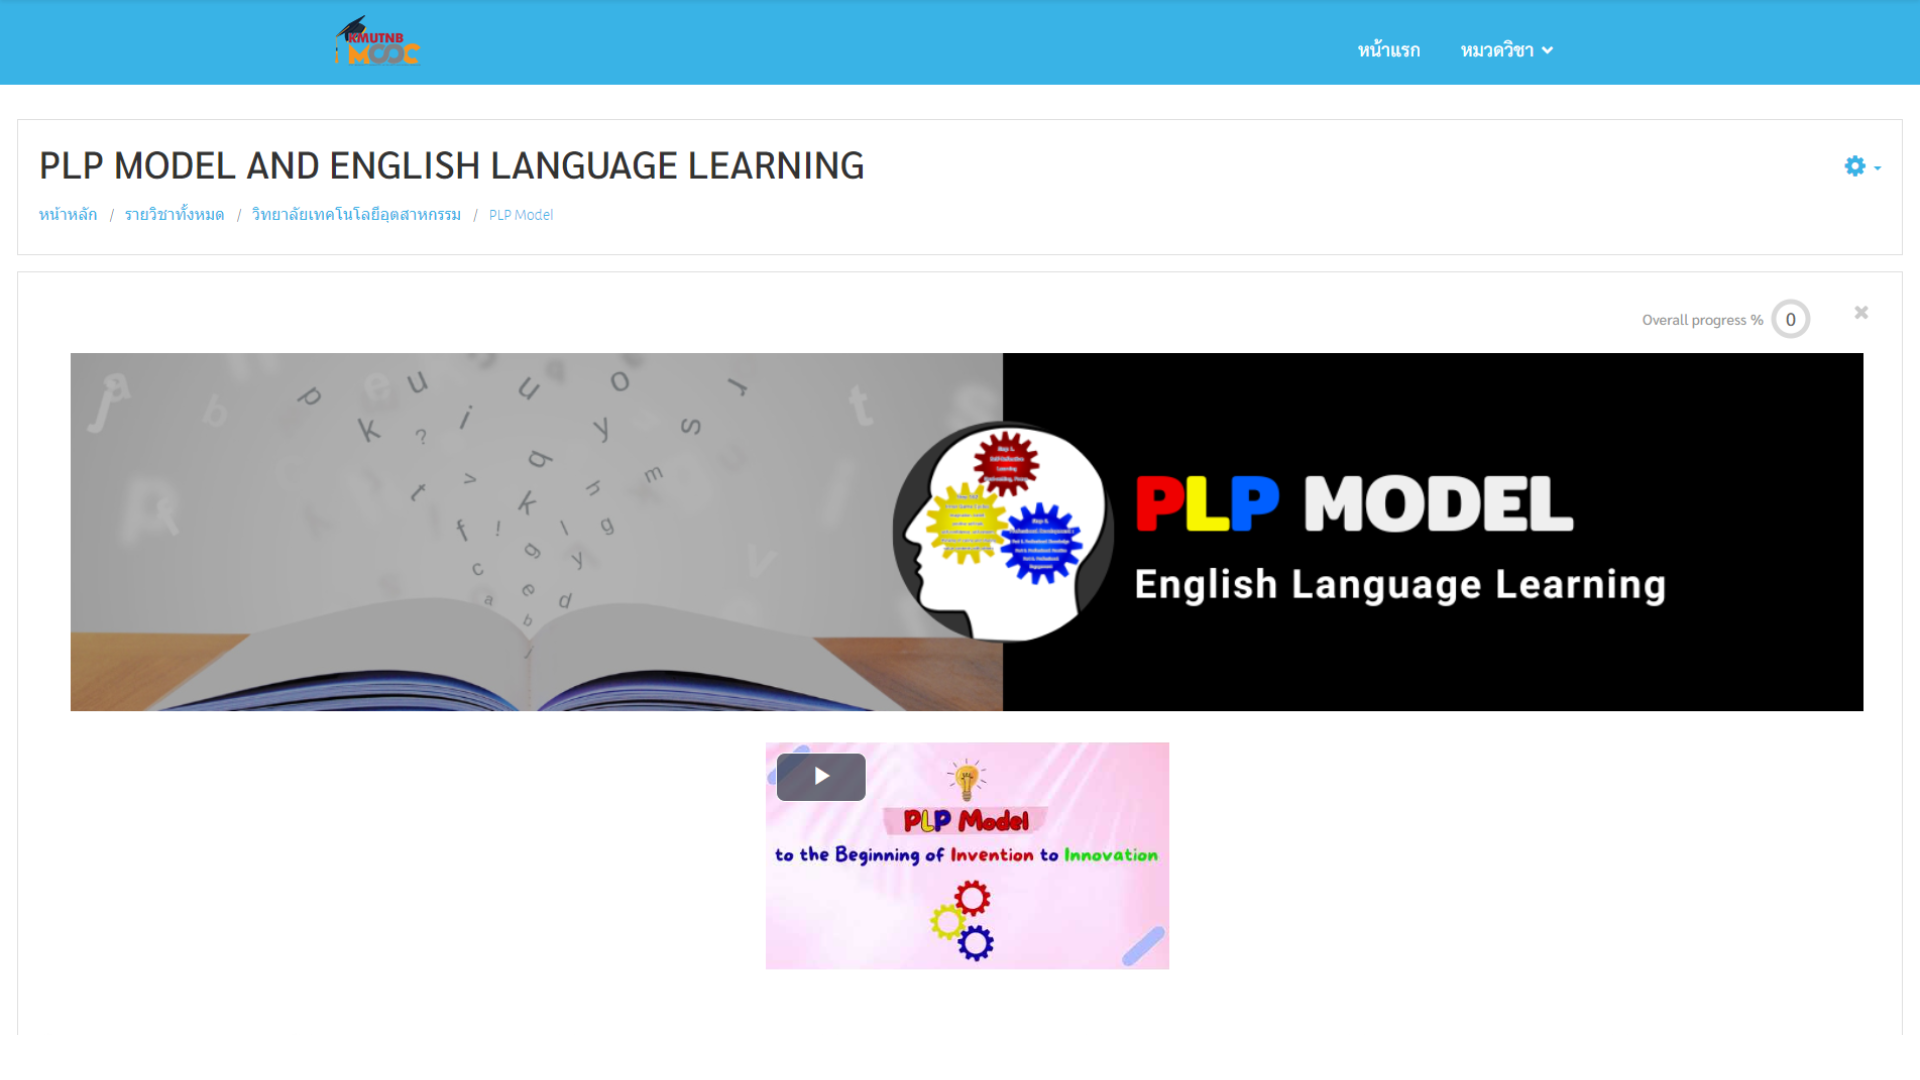 KMUTNB
MOOC
หน้าแรก
หมวดวิชา
PLP MODEL AND ENGLISH LANGUAGE LEARNING
หน้าหลัก / รายวิชาทั้งหมด / วิทยาลัยเทคโนโลยีอุตสาหกรรม / PLP Model
Overall progress % 0
PLP MODEL
English Language Learning
PLP Model
to the Beginning of Invention to Innovation